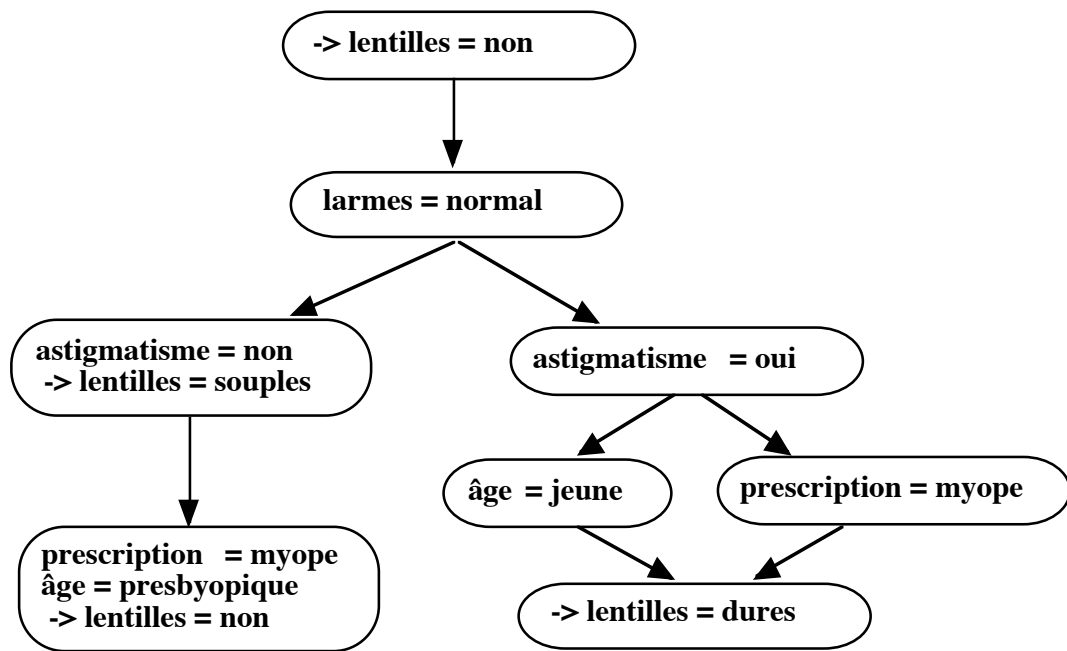 -> lentilles = non
larmes = normal
astigmatisme = non
-> lentilles = souples
astigmatisme = oui
âge = jeune
prescription = myope
prescription = myope
âge = presbyopique
-> lentilles = non
-> lentilles = dures